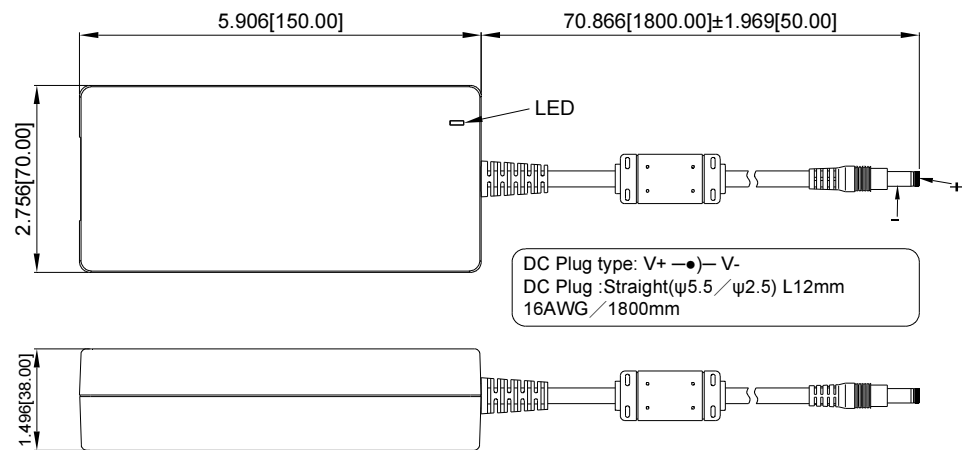 5.906[150.00]
70.866[1800.00]±1.969[50.00]
2.756[70.00]
LED
+
-
DC Plug type: V+ —●)— V-
DC Plug :Straight(ψ5.5／ψ2.5) L12mm
16AWG／1800mm
1.496[38.00]